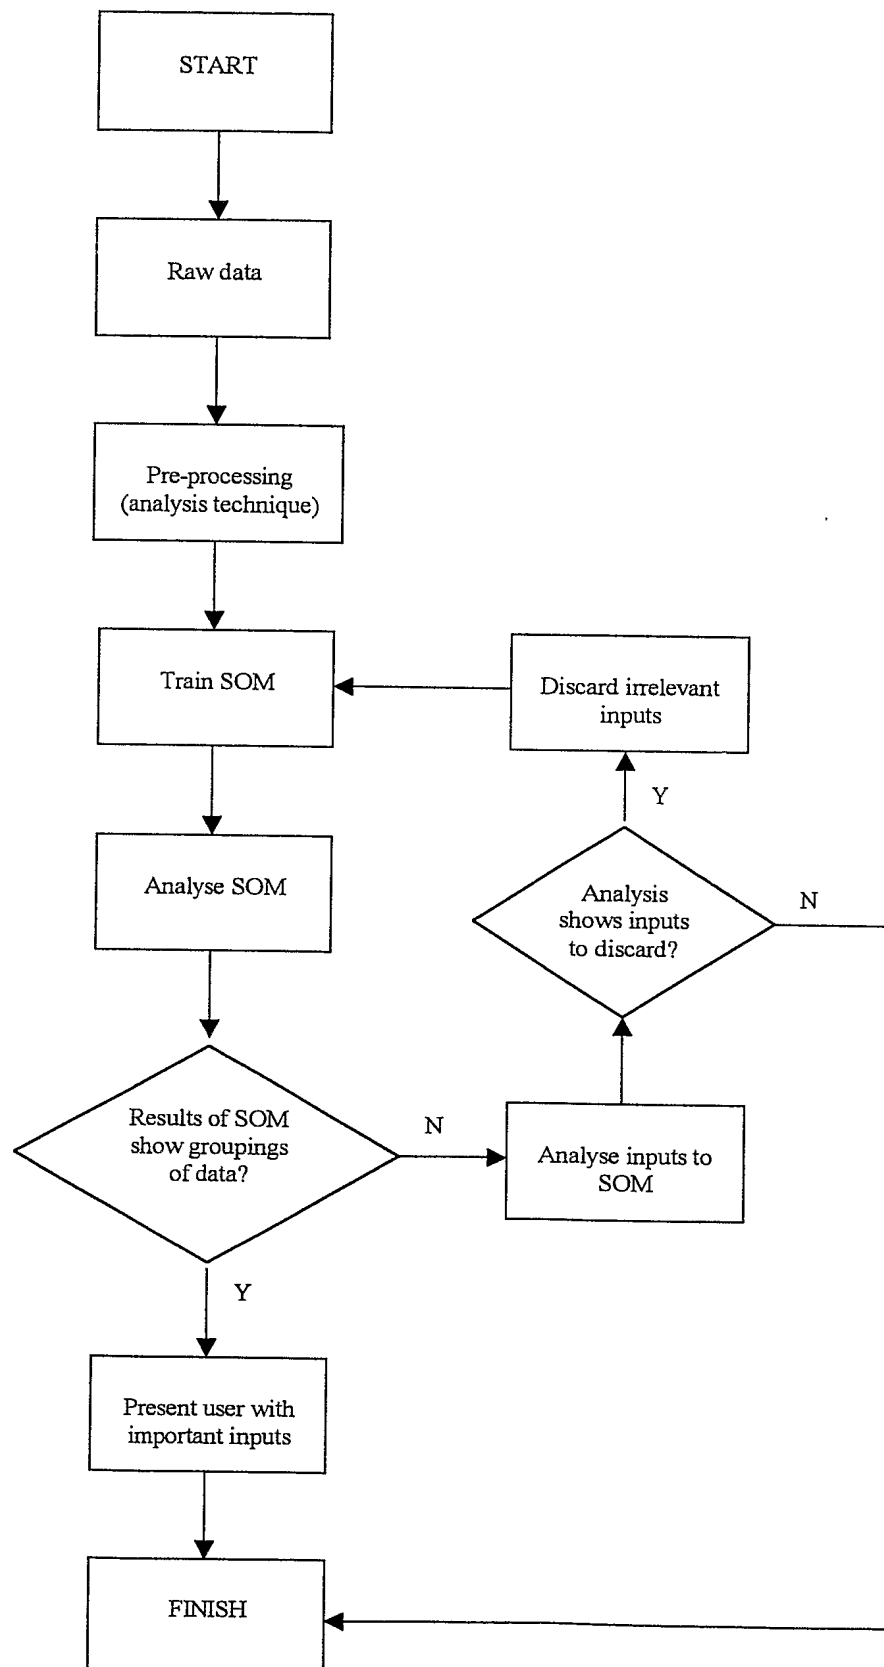 START
Raw data
Pre-processing
(analysis technique)
Train SOM
Discard irrelevant
inputs
Y
Analyse SOM
Analysis
shows inputs
to discard?
N
Results of SOM
show groupings
of data?
N
Analyse inputs to
SOM
Y
Present user with
important inputs
FINISH